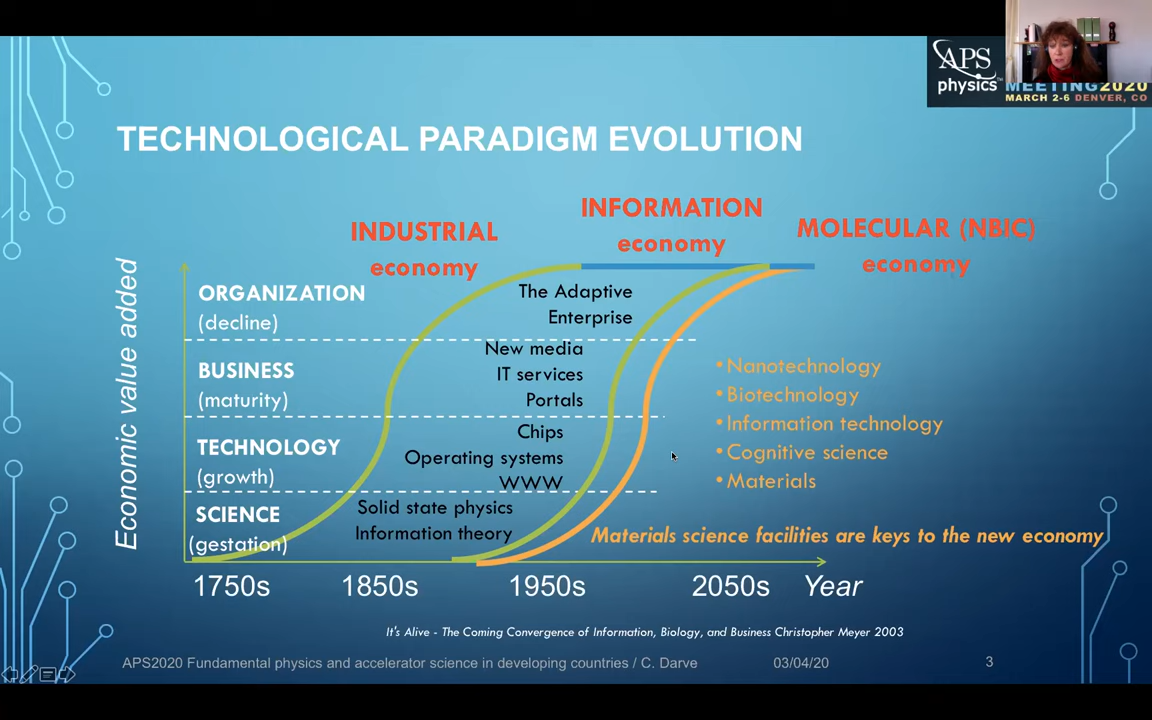 APS
physics™
MEETING2020
MARCH 2-6 DENVER, CO
TECHNOLOGICAL PARADIGM EVOLUTION
INDUSTRIAL
economy
INFORMATION
economy
MOLECULAR (NBIC)
economy
Economic value added
ORGANIZATION
(decline)
The Adaptive
Enterprise
BUSINESS
(maturity)
New media
IT services
Portals
TECHNOLOGY
(growth)
Chips
Operating systems
WWW
SCIENCE
(gestation)
Solid state physics
Information theory
•Nanotechnology
•Biotechnology
•Information technology
•Cognitive science
•Materials
Materials science facilities are keys to the new economy
1750s 1850s 1950s 2050s Year
It's Alive - The Coming Convergence of Information, Biology, and Business Christopher Meyer 2003
APS2020 Fundamental physics and accelerator science in developing countries / C. Darve 03/04/20 3